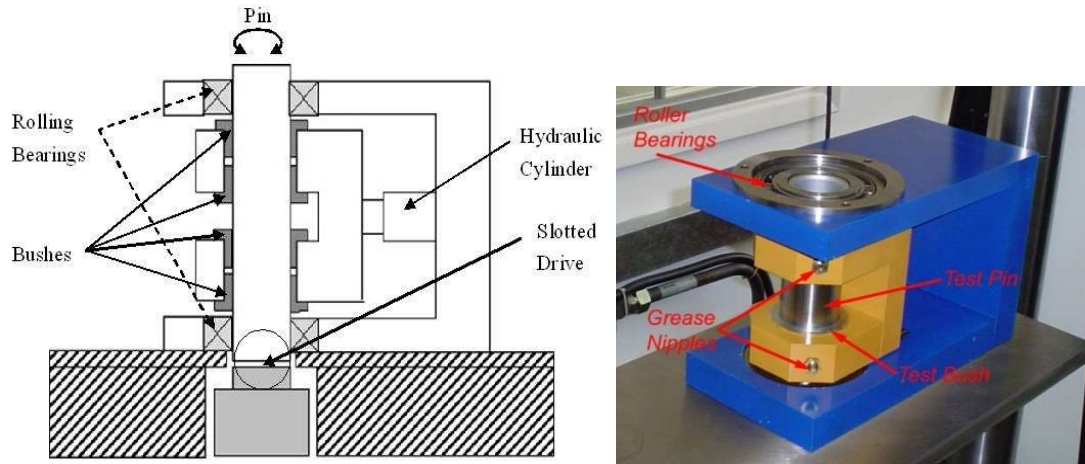 Pin
Rolling
Bearings
Hydraulic
Cylinder
Bushes
Slotted
Drive
Roller
Bearings
Test Pin
Grease
Nipples
Test Bush